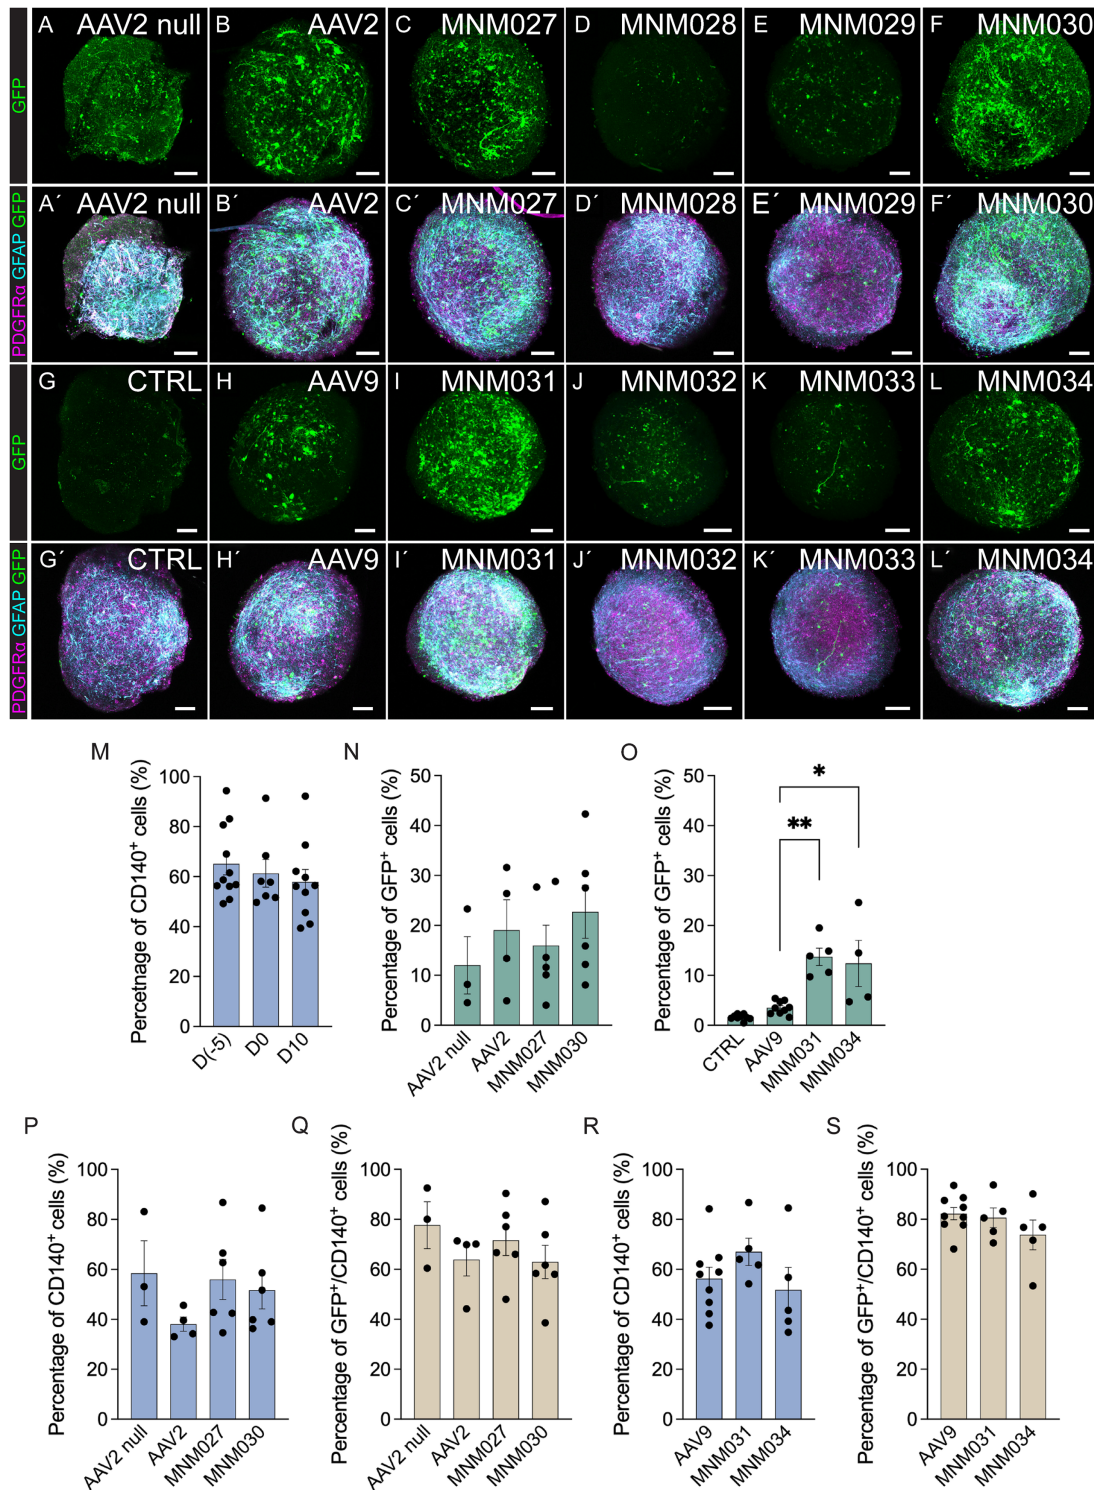 GFP
A AAV2 null
B AAV2
C MNM027
D MNM028
E MNM029
F MNM030
PDGFRα GFAP GFP
A´ AAV2 null
B´ AAV2
C´ MNM027
D´ MNM028
E´ MNM029
F´ MNM030
GFP
G CTRL
H AAV9
I MNM031
J MNM032
K MNM033
L MNM034
PDGFRα GFAP GFP
G´ CTRL
H´ AAV9
I´ MNM031
J´ MNM032
K´ MNM033
L´ MNM034
M
Percetnage of CD140⁺ cells (%)
100
80
60
40
20
0
D(-5)
D0
D10
N
Percentage of GFP⁺ cells (%)
50
40
30
20
10
0
AAV2 null
AAV2
MNM027
MNM030
O
Percentage of GFP⁺ cells (%)
50
40
30
20
10
0
*
**
CTRL
AAV9
MNM031
MNM034
P
Percentage of CD140⁺ cells (%)
100
80
60
40
20
0
AAV2 null
AAV2
MNM027
MNM030
Q
Percentage of GFP⁺/CD140⁺ cells (%)
100
80
60
40
20
0
AAV2 null
AAV2
MNM027
MNM030
R
Percentage of CD140⁺ cells (%)
100
80
60
40
20
0
AAV9
MNM031
MNM034
S
Percentage of GFP⁺/CD140⁺ cells (%)
100
80
60
40
20
0
AAV9
MNM031
MNM034